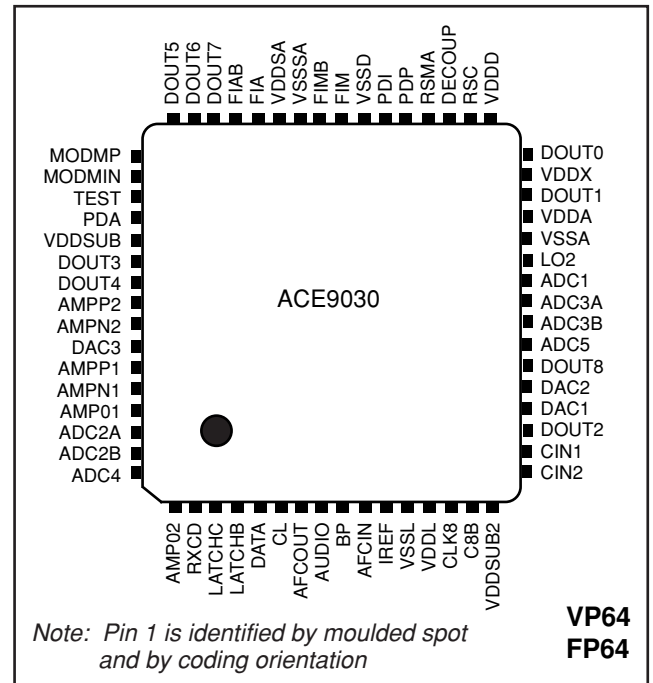 DOUT5
DOUT6
DOUT7
FIAB
FIA
VDDSA
VSSSA
FIMB
FIM
VSSD
PDI
PDP
RSMA
DECOUP
RSC
VDDD
MODMP
MODMIN
TEST
PDA
VDDSUB
DOUT3
DOUT4
AMPP2
AMPN2
DAC3
AMPP1
AMPN1
AMP01
ADC2A
ADC2B
ADC4
ACE9030
DOUT0
VDDX
DOUT1
VDDA
VSSA
LO2
ADC1
ADC3A
ADC3B
ADC5
DOUT8
DAC2
DAC1
DOUT2
CIN1
CIN2
AMP02
RXCD
LATCHC
LATCHB
DATA
CL
AFCOUT
AUDIO
BP
AFCIN
IREF
VSSL
VDDL
CLK8
C8B
VDDSUB2
Note: Pin 1 is identified by moulded spot
and by coding orientation
VP64
FP64